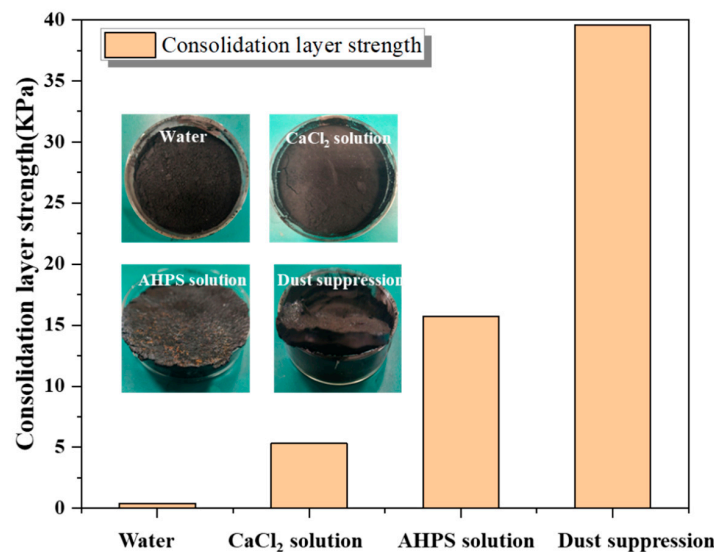 Consolidation layer strength
Consolidation layer strength(KPa)
40
35
30
25
20
15
10
5
0
Water
CaCl₂ solution
AHPS solution
Dust suppression
Water
CaCl₂ solution
AHPS solution
Dust suppression